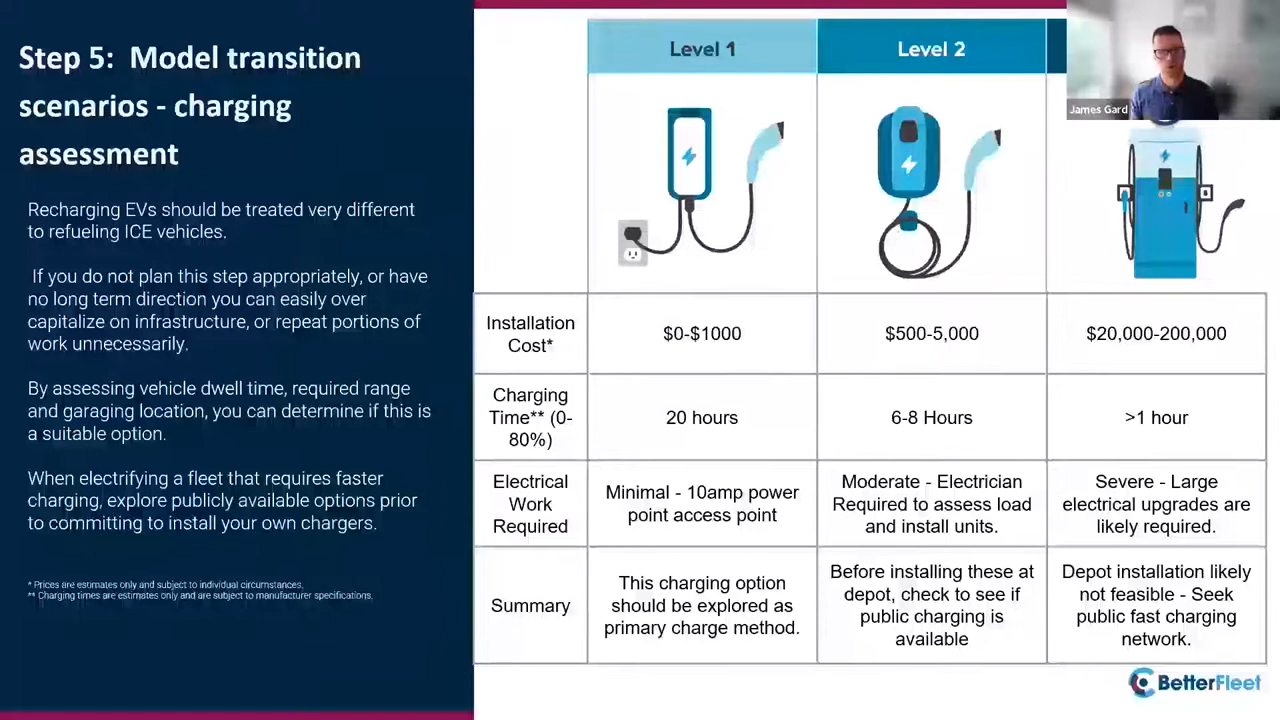 Step 5:  Model transition
scenarios - charging
assessment
Recharging EVs should be treated very different
to refueling ICE vehicles.
If you do not plan this step appropriately, or have
no long term direction you can easily over
capitalize on infrastructure, or repeat portions of
work unnecessarily.
By assessing vehicle dwell time, required range
and garaging location, you can determine if this is
a suitable option.
When electrifying a fleet that requires faster
charging, explore publicly available options prior
to committing to install your own chargers.
* Prices are estimates only and subject to individual circumstances.
** Charging times are estimates only and are subject to manufacturer specifications.
Level 1
Level 2
James Gard
Installation
Cost*
$0-$1000
$500-5,000
$20,000-200,000
Charging
Time** (0-
80%)
20 hours
6-8 Hours
>1 hour
Electrical
Work
Required
Minimal - 10amp power
point access point
Moderate - Electrician
Required to assess load
and install units.
Severe - Large
electrical upgrades are
likely required.
Summary
This charging option
should be explored as
primary charge method.
Before installing these at
depot, check to see if
public charging is
available
Depot installation likely
not feasible - Seek
public fast charging
network.
BetterFleet